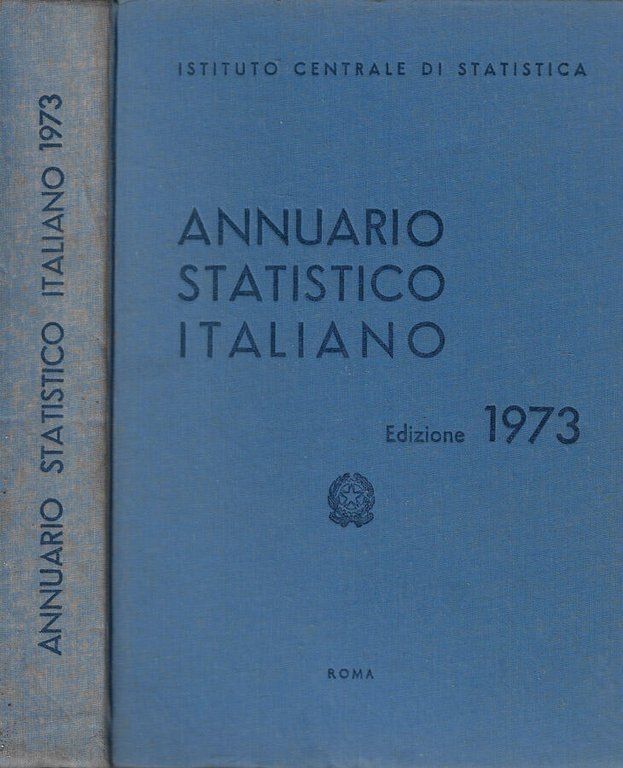 ANNUARIO STATISTICO ITALIANO 1973
ISTITUTO CENTRALE DI STATISTICA
ANNUARIO
STATISTICO
ITALIANO
Edizione 1973
ROMA